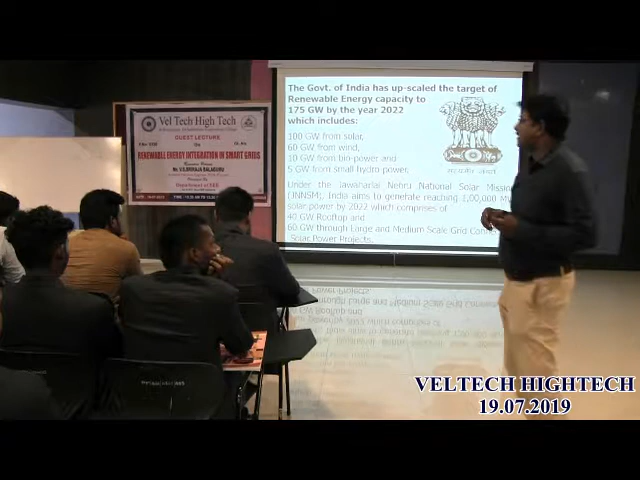 Vel Tech High Tech
GUEST LECTURE
RENEWABLE ENERGY INTEGRATION IN SMART GRIDS
Department of EEE
The Govt. of India has up-scaled the target of
Renewable Energy capacity to
175 GW by the year 2022
which includes:
100 GW from solar,
60 GW from wind,
10 GW from bio-power and
5 GW from small hydro power,
Under the Jawaharlal Nehru National Solar Mission
(JNNSM), India aims to generate reaching 1,00,000 MW
solar power by 2022 which comprises of
40 GW Rooftop and
60 GW through Large and Medium Scale Grid
Solar Power Projects.
सत्यमेव जयते
VELTECH HIGHTECH
19.07.2019